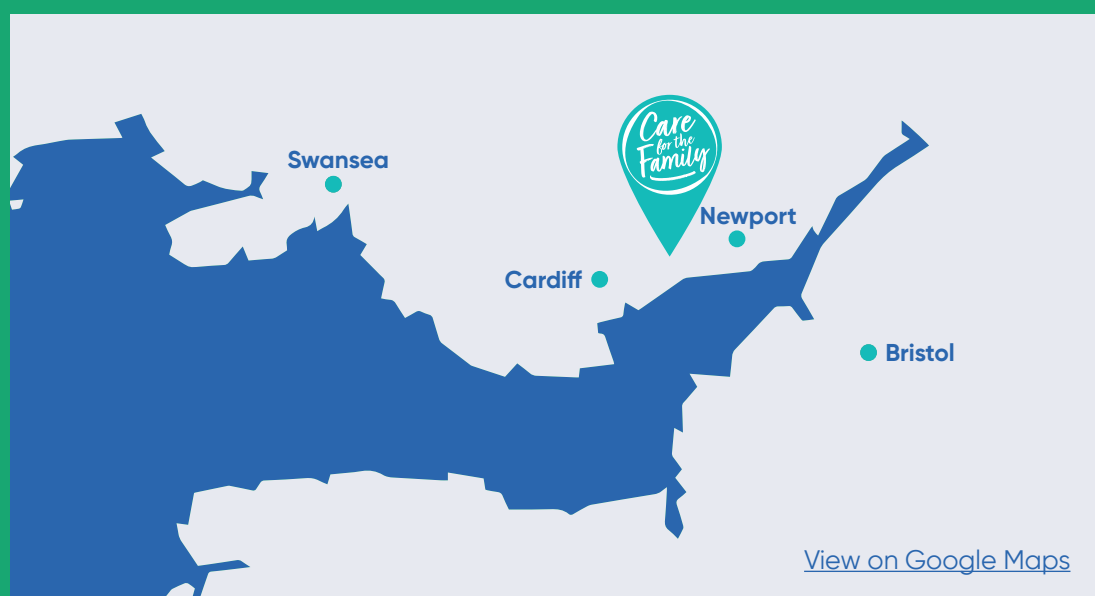 Care
for the
Family
Swansea
Newport
Cardiff
Bristol
View on Google Maps